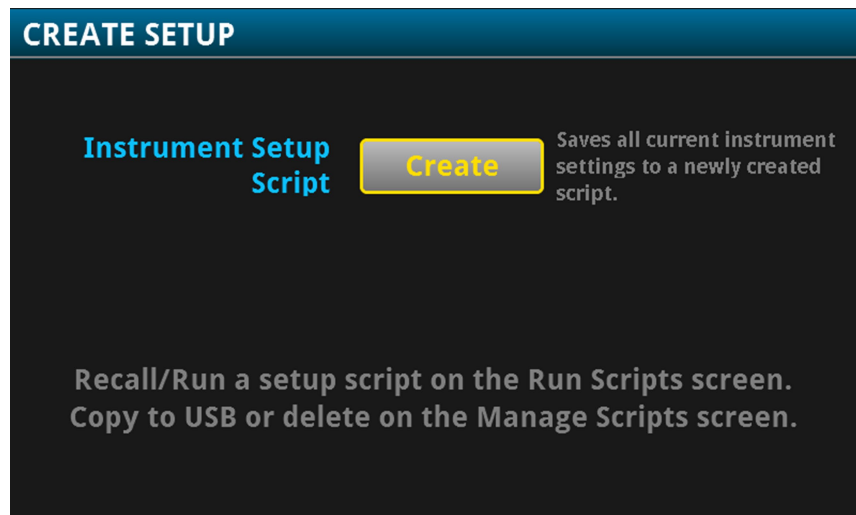 CREATE SETUP
Instrument Setup
Script
Create
Saves all current instrument
settings to a newly created
script.
Recall/Run a setup script on the Run Scripts screen.
Copy to USB or delete on the Manage Scripts screen.